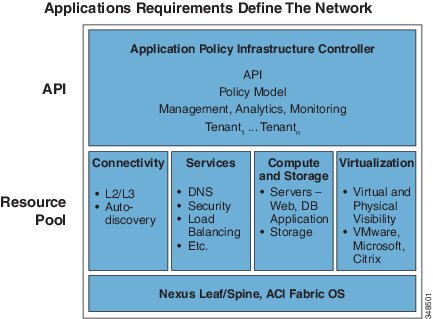 Applications Requirements Define The Network
API
Application Policy Infrastructure Controller
API
Policy Model
Management, Analytics, Monitoring
Tenant1 ... Tenantn
Resource
Pool
Connectivity
• L2/L3
• Auto-
discovery
Services
• DNS
• Security
• Load
Balancing
• Etc.
Compute
and Storage
• Servers –
Web, DB
Application
• Storage
Virtualization
• Virtual and
Physical
Visibility
• VMware,
Microsoft,
Citrix
Nexus Leaf/Spine, ACI Fabric OS
348501